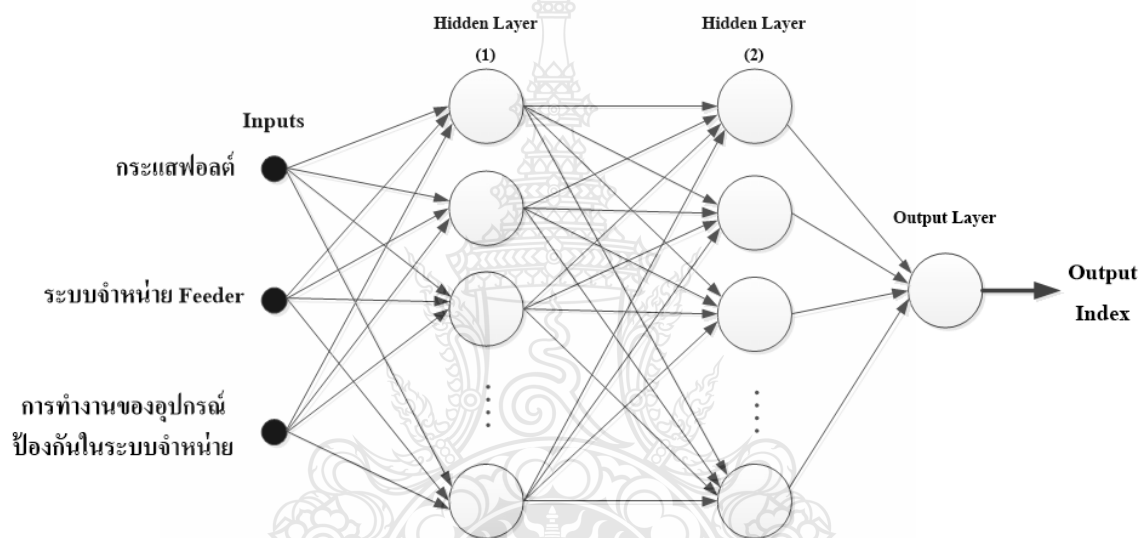 Hidden Layer
(1)
Hidden Layer
(2)
Inputs
กระแสฟอลต์
ระบบจำหน่าย Feeder
การทำงานของอุปกรณ์
ป้องกันในระบบจำหน่าย
Output Layer
Output
Index